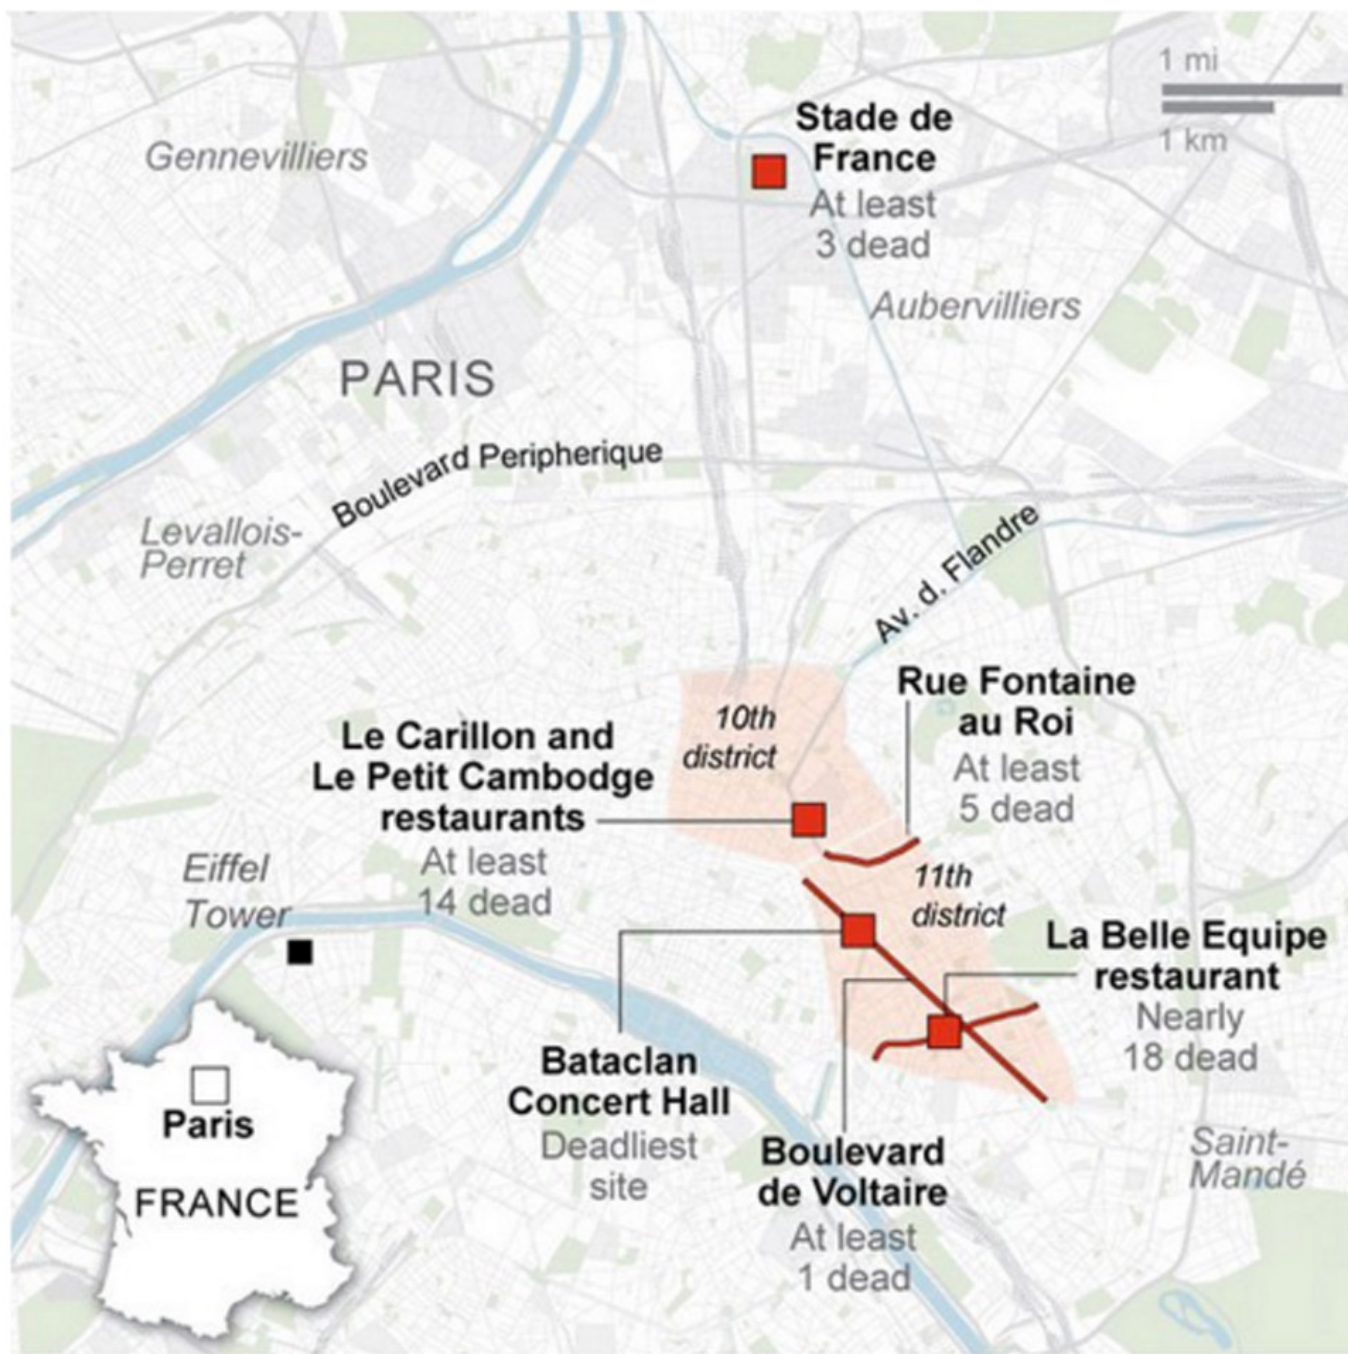 1 mi
1 km
Stade de
France
At least
3 dead
Gennevilliers
Aubervilliers
PARIS
Boulevard Peripherique
Levallois-
Perret
Av. d. Flandre
Rue Fontaine
au Roi
At least
5 dead
10th
district
Le Carillon and
Le Petit Cambodge
restaurants
At least
14 dead
Eiffel
Tower
11th
district
La Belle Equipe
restaurant
Nearly
18 dead
Bataclan
Concert Hall
Deadliest
site
Boulevard
de Voltaire
At least
1 dead
Saint-
Mandé
Paris
FRANCE